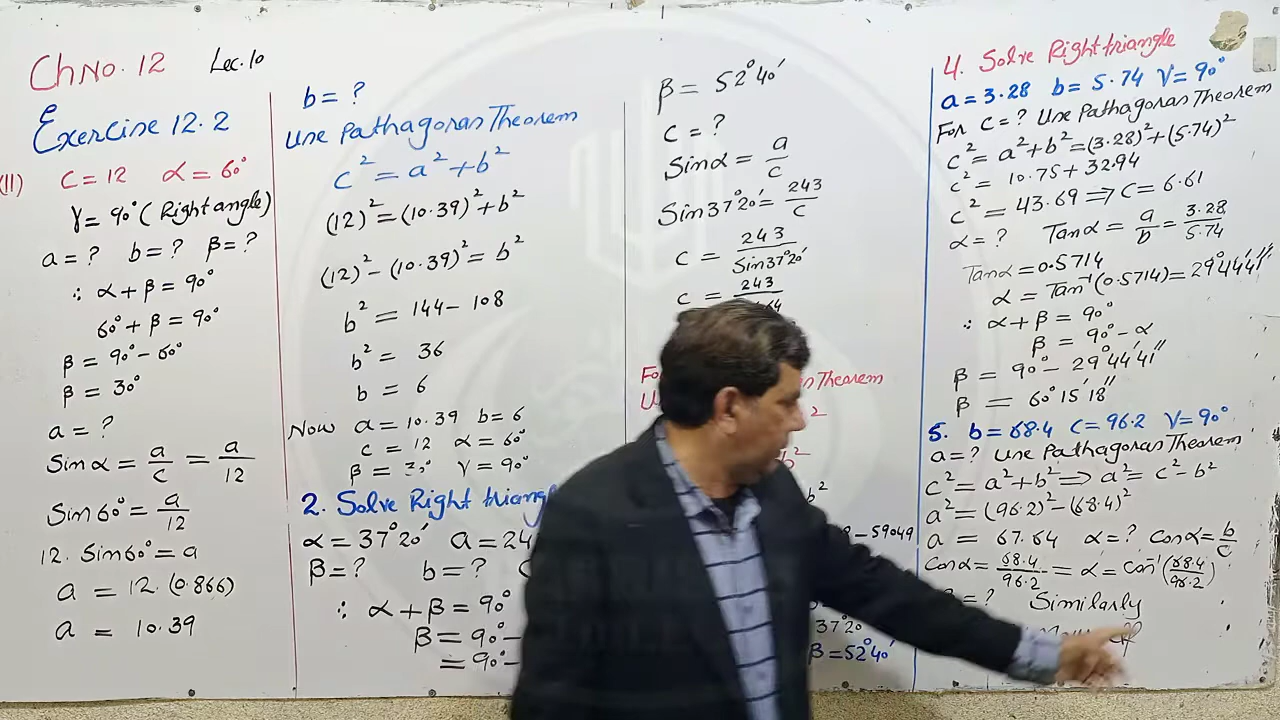 Ch No. 12 Lec. 10
Exercise 12.2
(II) c = 12 α = 60°
γ = 90° (Right angle)
a = ? b = ? β = ?
∴ α + β = 90°
60° + β = 90°
β = 90° - 60°
β = 30°
a = ?
Sin α = a/c = a/12
Sin 60° = a/12
12. Sin 60° = a
a = 12. (0.866)
a = 10.39
b = ?
Use Pathagoras Theorem
c² = a² + b²
(12)² = (10.39)² + b²
(12)² - (10.39)² = b²
b² = 144 - 108
b² = 36
b = 6
Now a = 10.39 b = 6
c = 12 α = 60°
β = 30° γ = 90°
2. Solve Right triangle
α = 37°20′ a = 24
β = ? b = ?
∴ α + β = 90°
β = 90° -
= 90° -
β = 52°40′
c = ?
Sin α = a/c
Sin 37°20′ = 243/c
c = 243/Sin 37°20′
c = 243/
Theorem
²
b²
b²
- 59049
37°20′
β = 52°40′
4. Solve Right triangle
a = 3.28 b = 5.74 γ = 90°
For c = ? Use Pathagoras Theorem
c² = a² + b² = (3.28)² + (5.74)²
c² = 10.75 + 32.94
c² = 43.69 ⇒ c = 6.61
α = ? Tan α = a/b = 3.28/5.74
Tan α = 0.5714
α = Tan⁻¹(0.5714) = 29°44′41″
∴ α + β = 90°
β = 90° - α
β = 90° - 29°44′41″
β = 60°15′18″
5. b = 68.4 c = 96.2 γ = 90°
a = ? Use Pathagoras Theorem
c² = a² + b² ⇒ a² = c² - b²
a² = (96.2)² - (68.4)²
a = 67.64 α = ? Cos α = b/c
Cos α = 68.4/96.2 = α = Cos⁻¹(68.4/96.2)
= ? Similarly